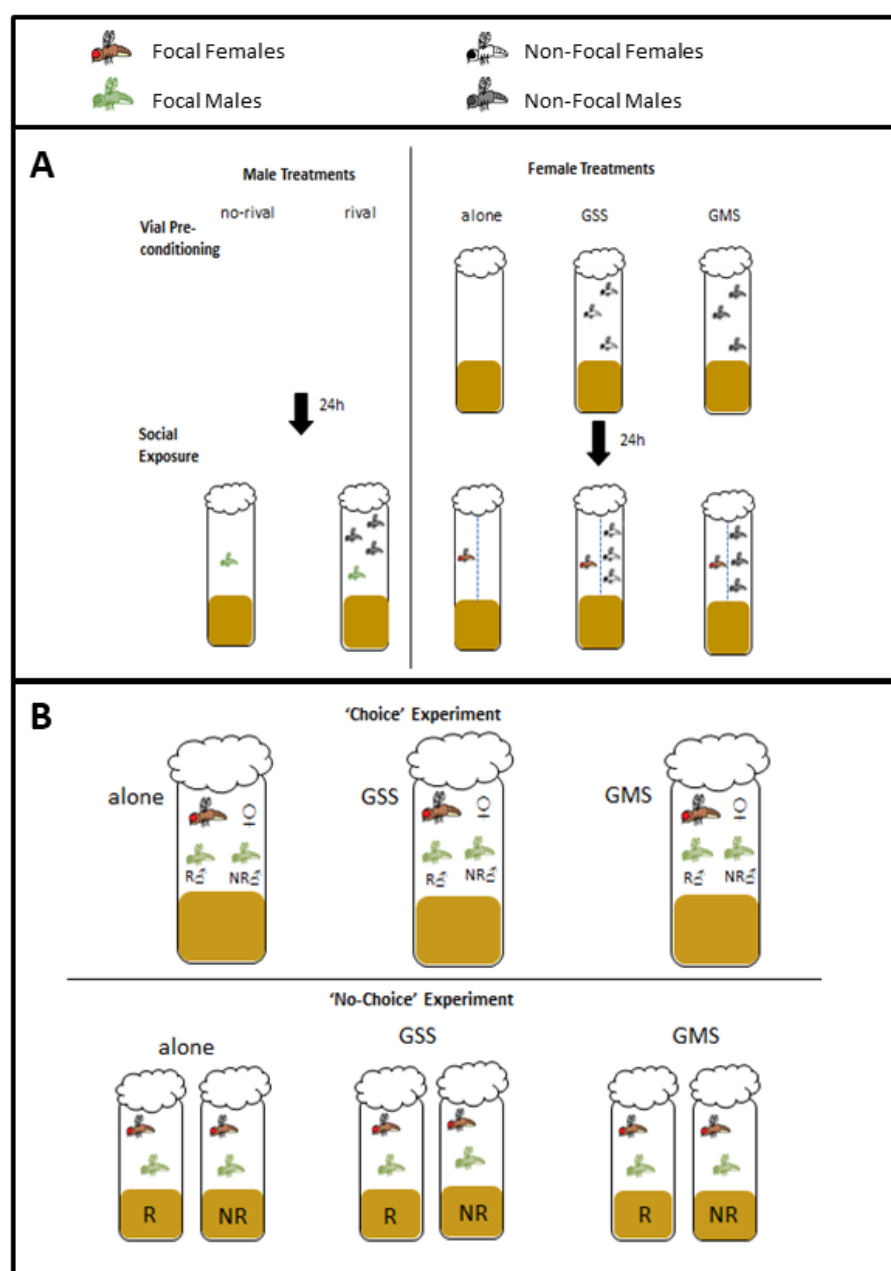 Focal Females
Non-Focal Females
Focal Males
Non-Focal Males
A
Male Treatments
Female Treatments
no-rival
rival
alone
GSS
GMS
Vial Pre-
conditioning
24h
24h
Social
Exposure
B
'Choice' Experiment
alone
GSS
GMS
♀
♀
♀
R
NR
R
NR
R
NR
'No-Choice' Experiment
alone
GSS
GMS
R
NR
R
NR
R
NR